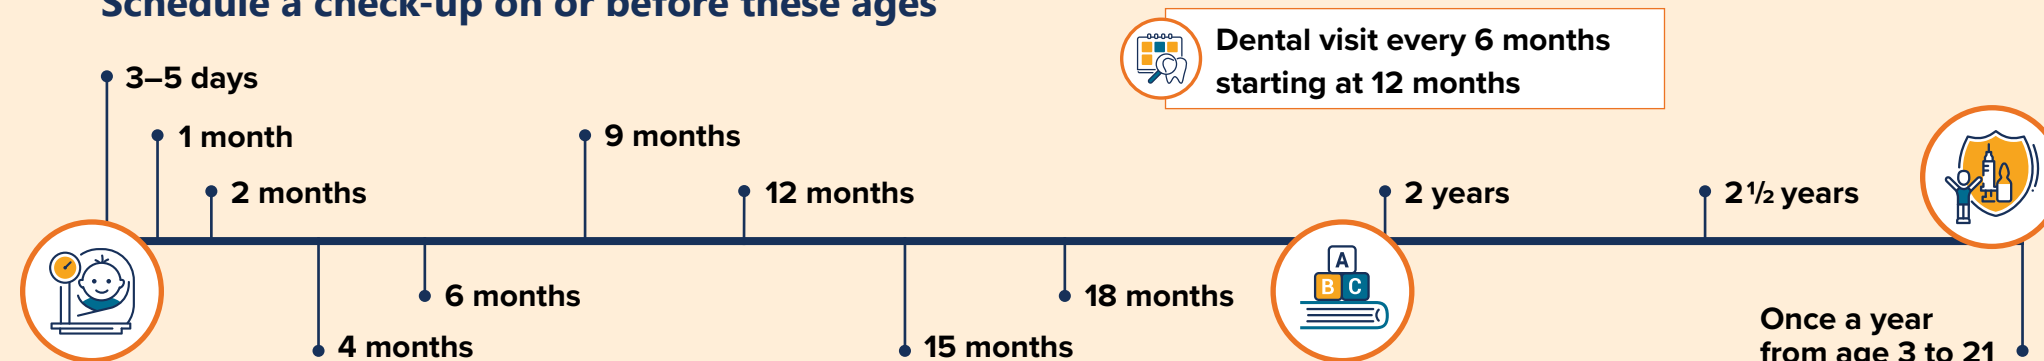 Schedule a check-up on or before these ages
Dental visit every 6 months
starting at 12 months
3–5 days
1 month
2 months
4 months
6 months
9 months
12 months
15 months
18 months
2 years
2 1/2 years
Once a year
from age 3 to 21
A
B C